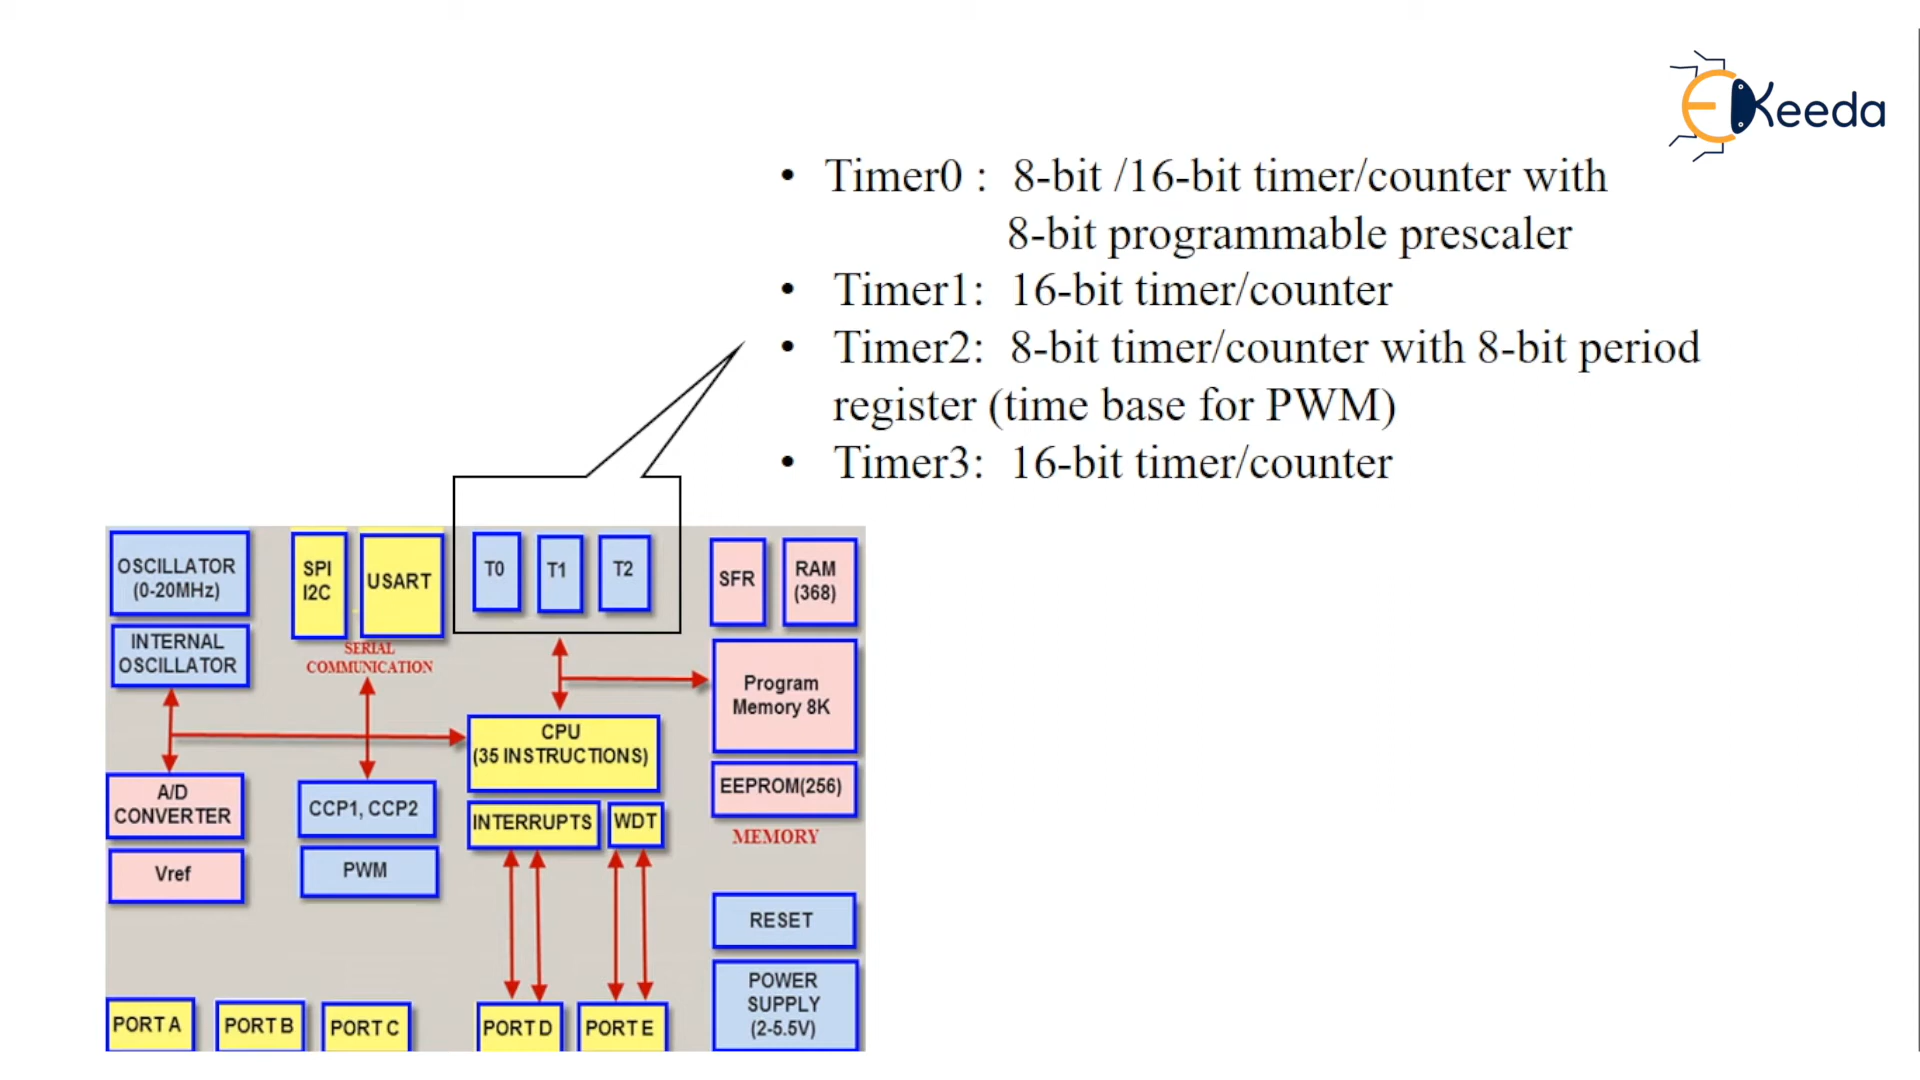 EKeeda
• Timer0 : 8-bit /16-bit timer/counter with
8-bit programmable prescaler
• Timer1: 16-bit timer/counter
• Timer2: 8-bit timer/counter with 8-bit period
register (time base for PWM)
• Timer3: 16-bit timer/counter
OSCILLATOR
(0-20MHz)
INTERNAL
OSCILLATOR
SPI
I2C
USART
SERIAL
COMMUNICATION
T0
T1
T2
SFR
RAM
(368)
Program
Memory 8K
EEPROM(256)
MEMORY
CPU
(35 INSTRUCTIONS)
INTERRUPTS
WDT
A/D
CONVERTER
Vref
CCP1, CCP2
PWM
RESET
POWER
SUPPLY
(2-5.5V)
PORT A
PORT B
PORT C
PORT D
PORT E